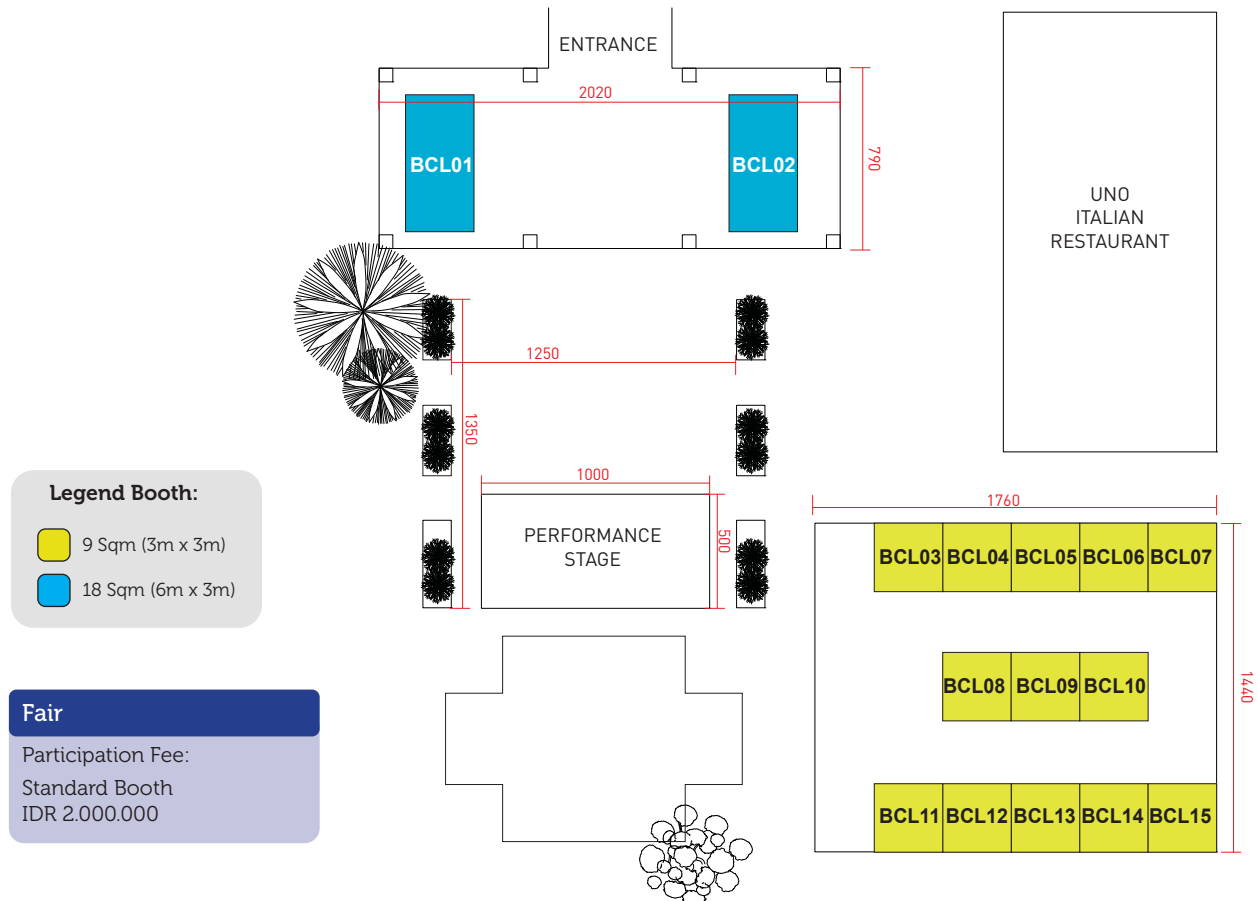 ENTRANCE
2020
BCL01
BCL02
790
UNO
ITALIAN
RESTAURANT
1250
1350
1000
PERFORMANCE
STAGE
500
Legend Booth:
9 Sqm (3m x 3m)
18 Sqm (6m x 3m)
1760
BCL03 BCL04 BCL05 BCL06 BCL07
BCL08 BCL09 BCL10
1440
BCL11 BCL12 BCL13 BCL14 BCL15
Fair
Participation Fee:
Standard Booth
IDR 2.000.000